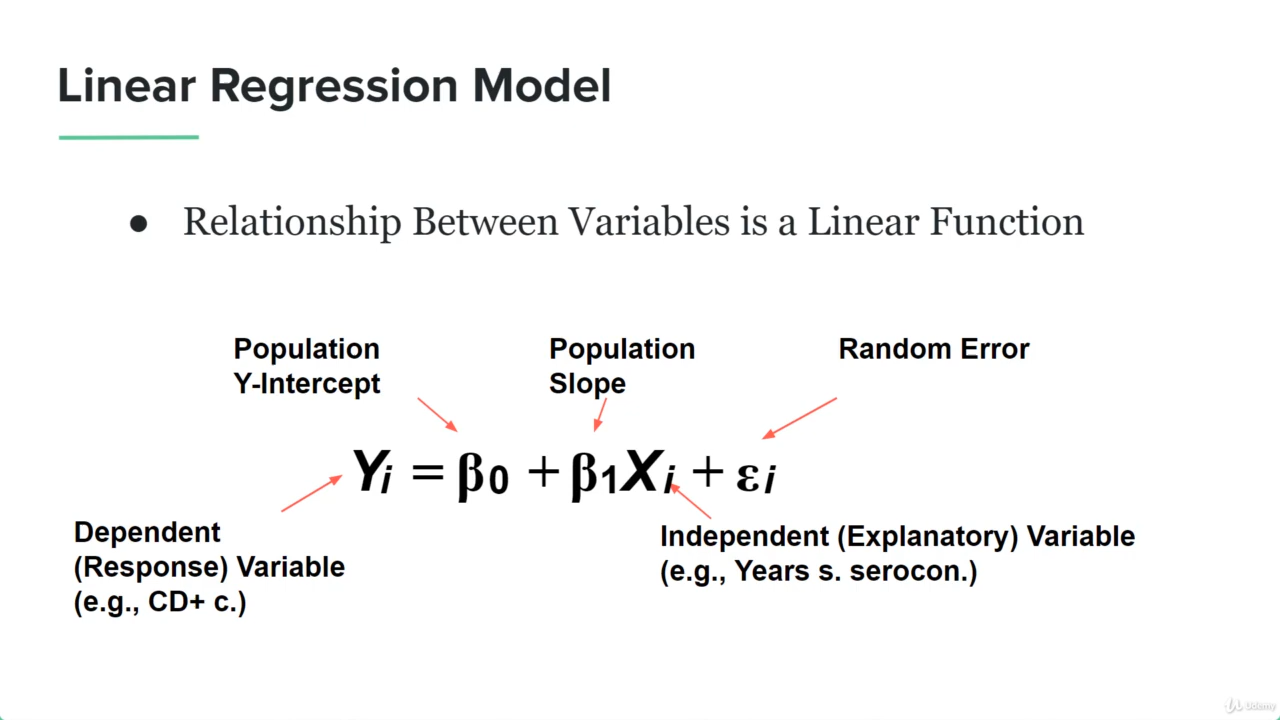 Linear Regression Model
● Relationship Between Variables is a Linear Function
Population
Y-Intercept
Population
Slope
Random Error
Yi = β0 + β1Xi + εi
Dependent
(Response) Variable
(e.g., CD+ c.)
Independent (Explanatory) Variable
(e.g., Years s. serocon.)
Udemy